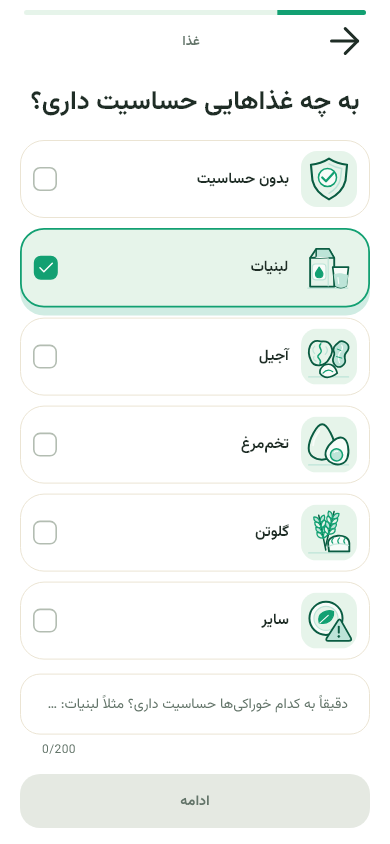 غذا
به چه غذاهایی حساسیت داری؟
بدون حساسیت
لبنیات
آجیل
تخم‌مرغ
گلوتن
سایر
دقیقاً به کدام خوراکی‌ها حساسیت داری؟ مثلاً لبنیات: ...
0/200
ادامه